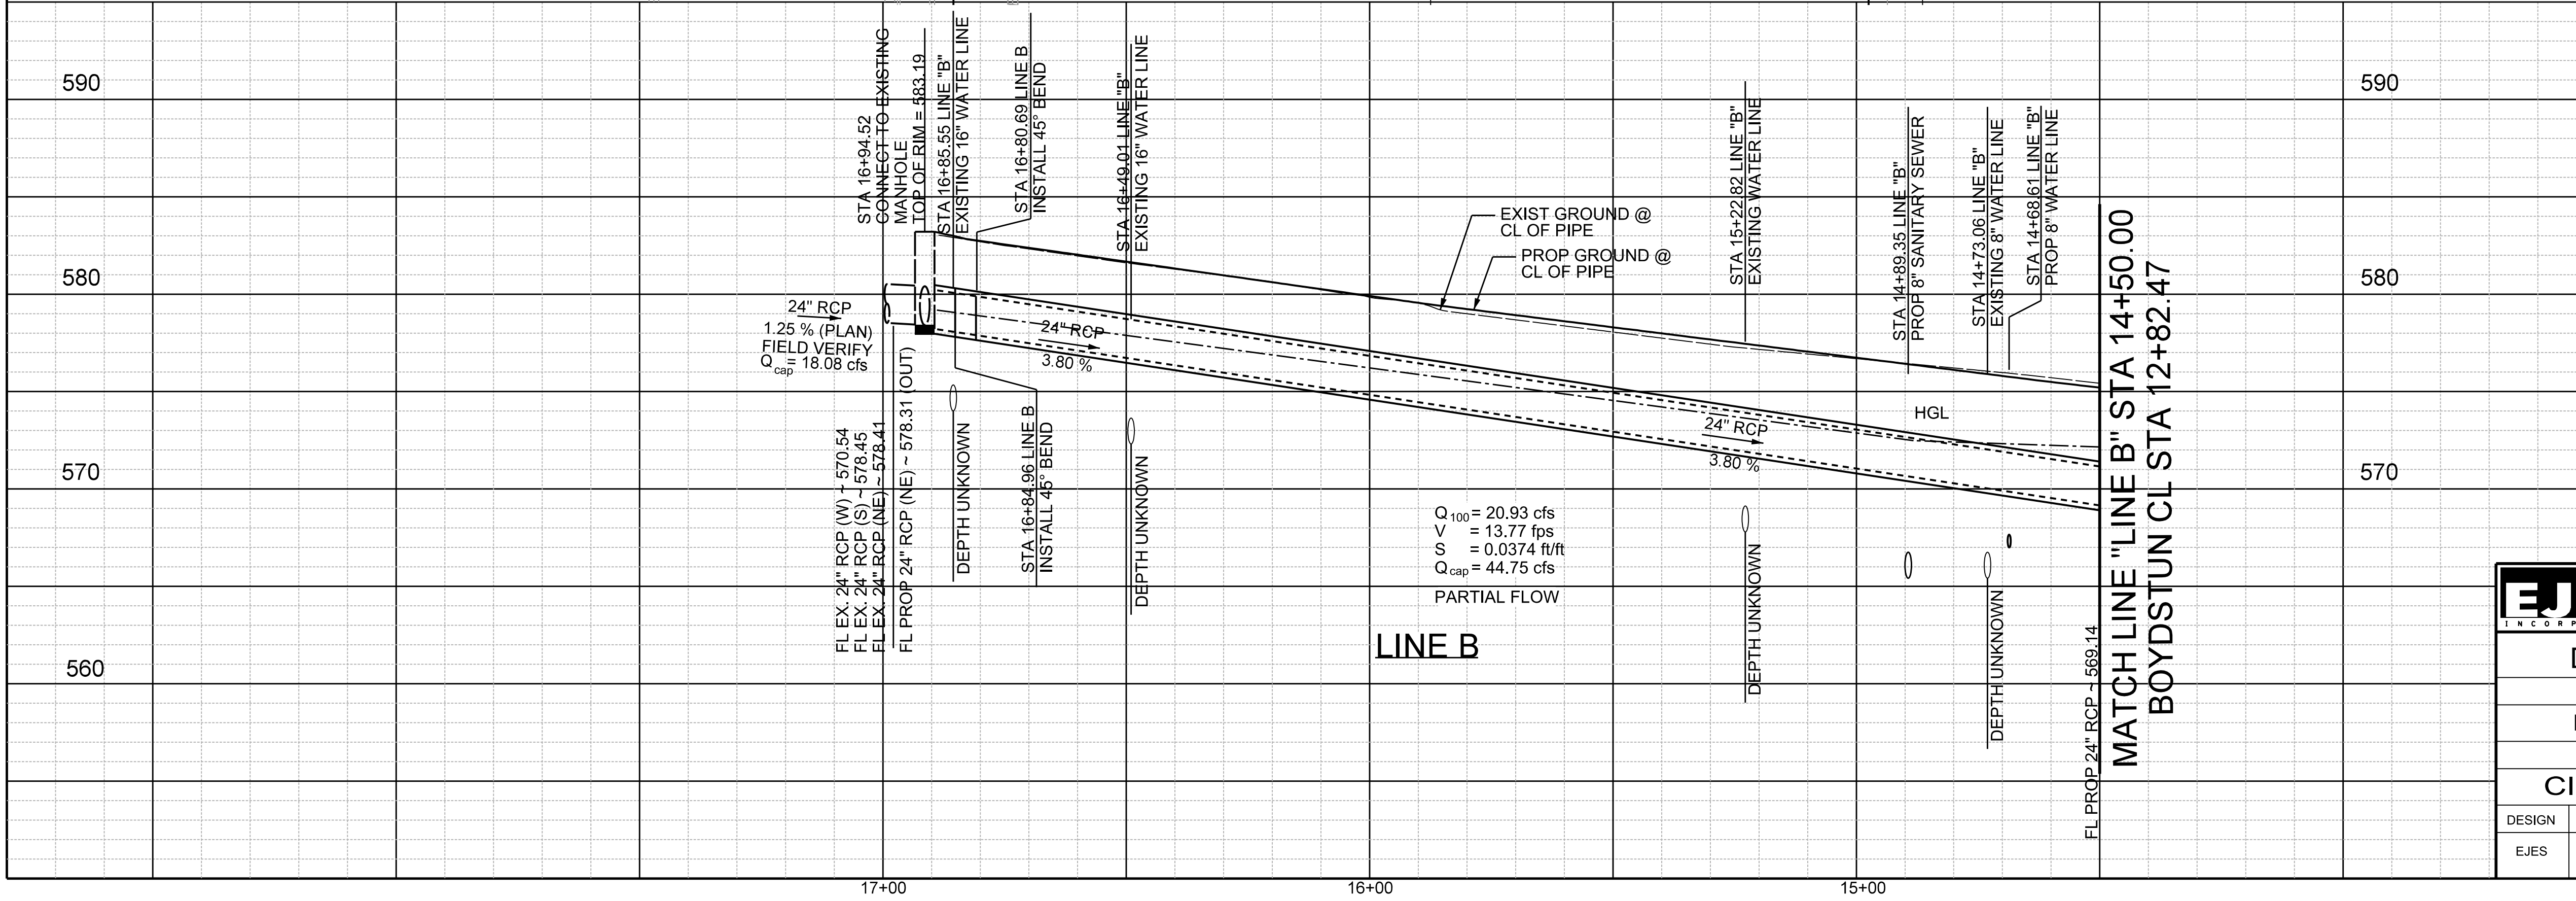 590
580
570
560
STA 16+94.52
CONNECT TO EXISTING
MANHOLE
TOP OF RIM = 583.19
STA 16+85.55 LINE "B"
EXISTING 16" WATER LINE
STA 16+80.69 LINE B
INSTALL 45° BEND
STA 16+49.01 LINE "B"
EXISTING 16" WATER LINE
EXIST GROUND @
CL OF PIPE
PROP GROUND @
CL OF PIPE
STA 15+22.82 LINE "B"
EXISTING WATER LINE
STA 14+89.35 LINE "B"
PROP 8" SANITARY SEWER
STA 14+73.06 LINE "B"
EXISTING 8" WATER LINE
STA 14+68.61 LINE "B"
PROP 8" WATER LINE
MATCH LINE "LINE B" STA 14+50.00
BOYDSTUN CL STA 12+82.47
590
580
570
24" RCP
1.25 % (PLAN)
FIELD VERIFY
Qcap = 18.08 cfs
24" RCP
3.80 %
24" RCP
3.80 %
HGL
FL EX. 24" RCP (W) ~ 570.54
FL EX. 24" RCP (S) ~ 578.45
FL EX. 24" RCP (NE) ~ 578.41
FL PROP 24" RCP (NE) ~ 578.31 (OUT)
DEPTH UNKNOWN
STA 16+84.96 LINE B
INSTALL 45° BEND
DEPTH UNKNOWN
Q100 = 20.93 cfs
V = 13.77 fps
S = 0.0374 ft/ft
Qcap = 44.75 cfs
PARTIAL FLOW
LINE B
DEPTH UNKNOWN
DEPTH UNKNOWN
FL PROP 24" RCP ~ 569.14
17+00
16+00
15+00
EJ
INCORP
CI
DESIGN
EJES